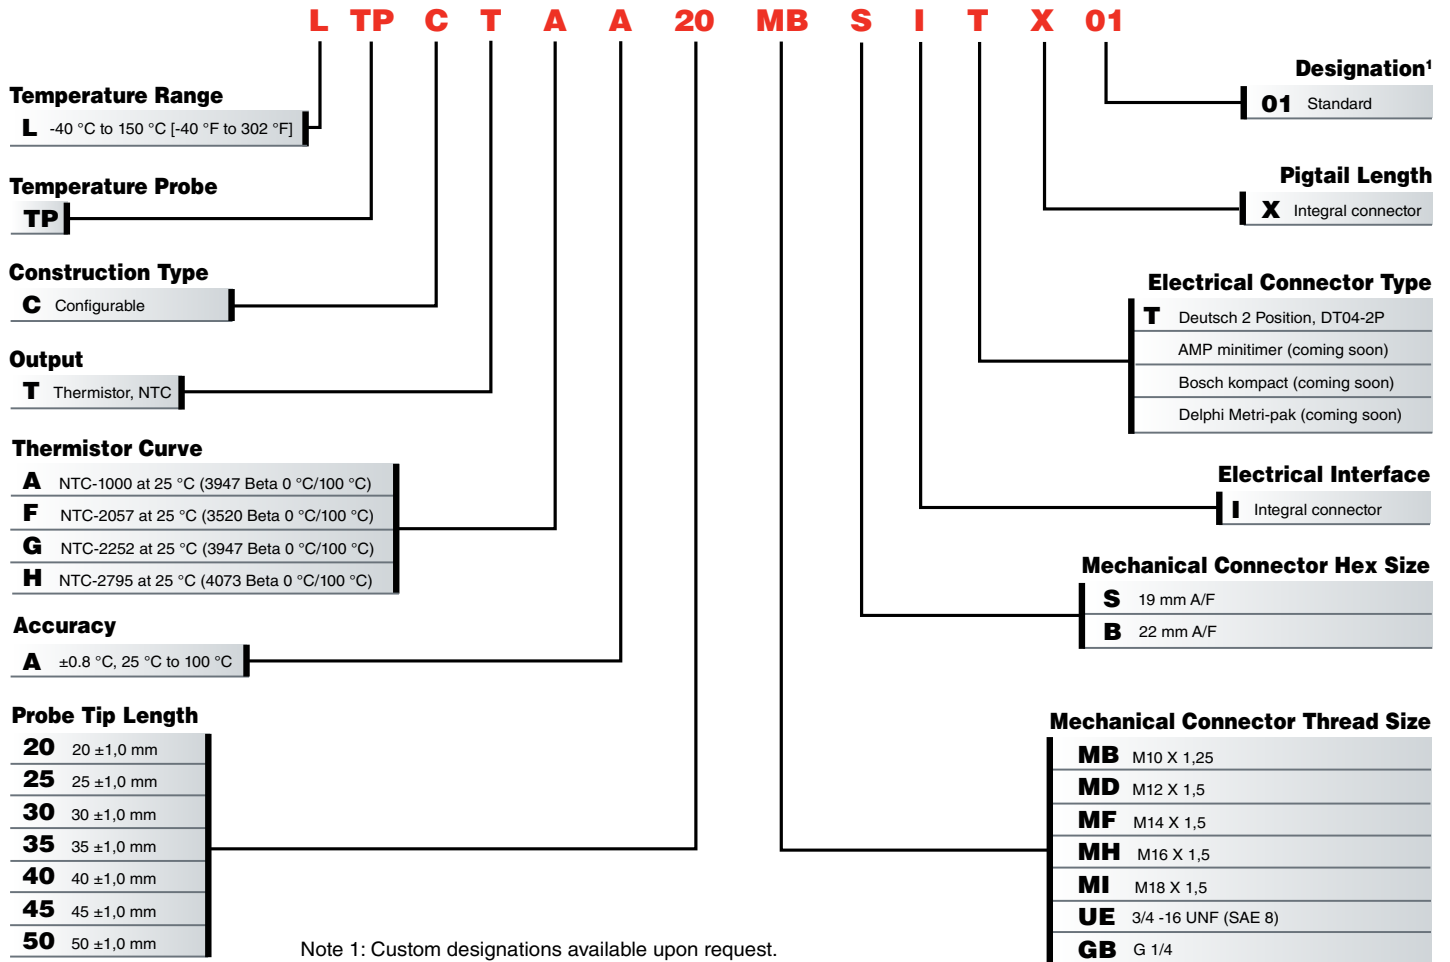 L TP C T A A 20 MB S I T X 01
Temperature Range
L -40 °C to 150 °C [-40 °F to 302 °F]
Temperature Probe
TP
Construction Type
C Configurable
Output
T Thermistor, NTC
Thermistor Curve
A NTC-1000 at 25 °C (3947 Beta 0 °C/100 °C)
F NTC-2057 at 25 °C (3520 Beta 0 °C/100 °C)
G NTC-2252 at 25 °C (3947 Beta 0 °C/100 °C)
H NTC-2795 at 25 °C (4073 Beta 0 °C/100 °C)
Accuracy
A ±0.8 °C, 25 °C to 100 °C
Probe Tip Length
20 20 ±1,0 mm
25 25 ±1,0 mm
30 30 ±1,0 mm
35 35 ±1,0 mm
40 40 ±1,0 mm
45 45 ±1,0 mm
50 50 ±1,0 mm
Designation¹
01 Standard
Pigtail Length
X Integral connector
Electrical Connector Type
T Deutsch 2 Position, DT04-2P
AMP minitimer (coming soon)
Bosch kompact (coming soon)
Delphi Metri-pak (coming soon)
Electrical Interface
I Integral connector
Mechanical Connector Hex Size
S 19 mm A/F
B 22 mm A/F
Mechanical Connector Thread Size
MB M10 X 1,25
MD M12 X 1,5
MF M14 X 1,5
MH M16 X 1,5
MI M18 X 1,5
UE 3/4 -16 UNF (SAE 8)
GB G 1/4
Note 1: Custom designations available upon request.